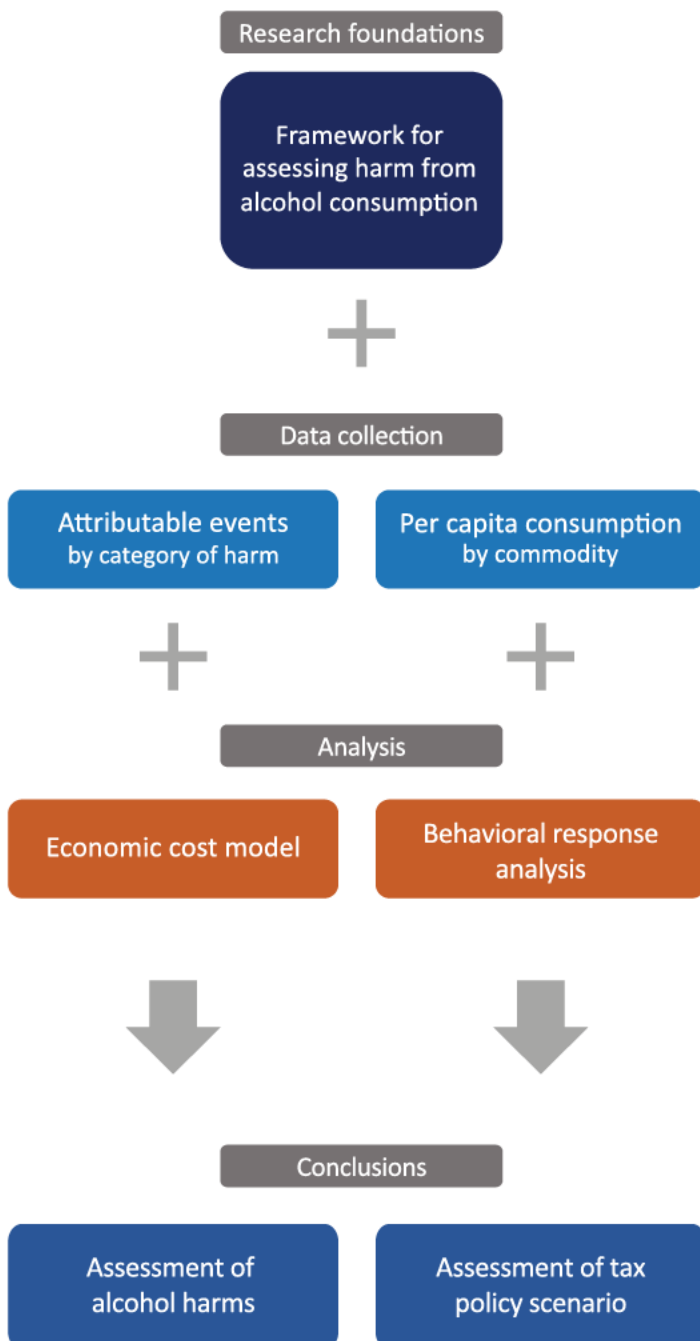 Research foundations
Framework for
assessing harm from
alcohol consumption
Data collection
Attributable events
by category of harm
Per capita consumption
by commodity
Analysis
Economic cost model
Behavioral response
analysis
Conclusions
Assessment of
alcohol harms
Assessment of tax
policy scenario